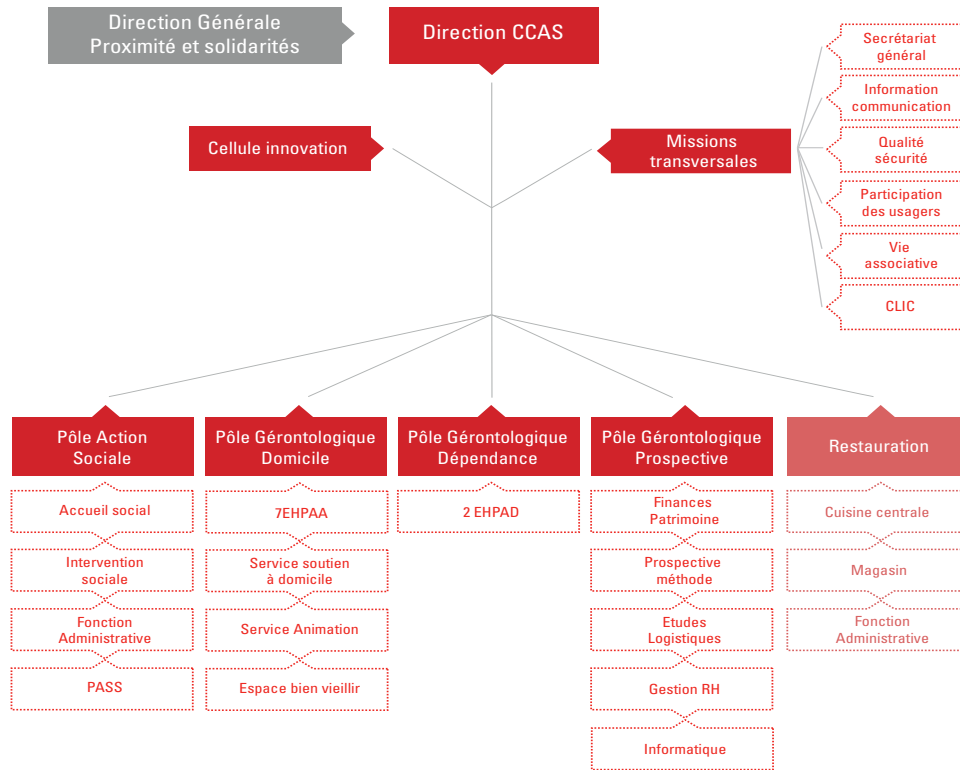 Direction Générale
Proximité et solidarités
Direction CCAS
Cellule innovation
Missions
transversales
Secrétariat
général
Information
communication
Qualité
sécurité
Participation
des usagers
Vie
associative
CLIC
Pôle Action
Sociale
Accueil social
Intervention
sociale
Fonction
Administrative
PASS
Pôle Gérontologique
Domicile
7EHPAA
Service soutien
à domicile
Service Animation
Espace bien vieillir
Pôle Gérontologique
Dépendance
2 EHPAD
Pôle Gérontologique
Prospective
Finances
Patrimoine
Prospective
méthode
Etudes
Logistiques
Gestion RH
Informatique
Restauration
Cuisine centrale
Magasin
Fonction
Administrative